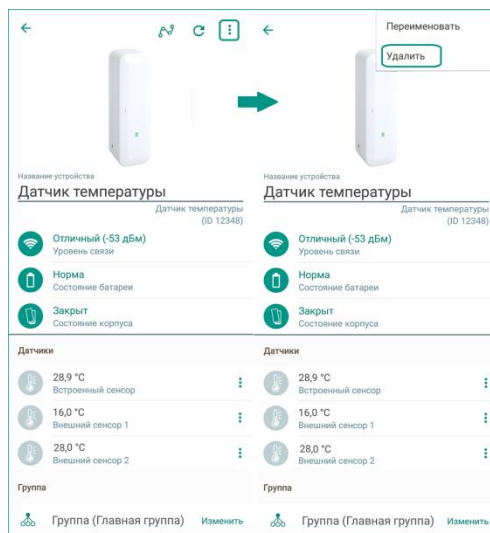 Название устройства
Датчик температуры
Датчик температуры
(ID 12348)
Отличный (-53 дБм)
Уровень связи
Норма
Состояние батареи
Закрыт
Состояние корпуса
Датчики
28,9 °C
Встроенный сенсор
16,0 °C
Внешний сенсор 1
28,0 °C
Внешний сенсор 2
Группа
Группа (Главная группа) Изменить
Переименовать
Удалить
Название устройства
Датчик температуры
Датчик температуры
(ID 12348)
Отличный (-53 дБм)
Уровень связи
Норма
Состояние батареи
Закрыт
Состояние корпуса
Датчики
28,9 °C
Встроенный сенсор
16,0 °C
Внешний сенсор 1
28,0 °C
Внешний сенсор 2
Группа
Группа (Главная группа) Изменить